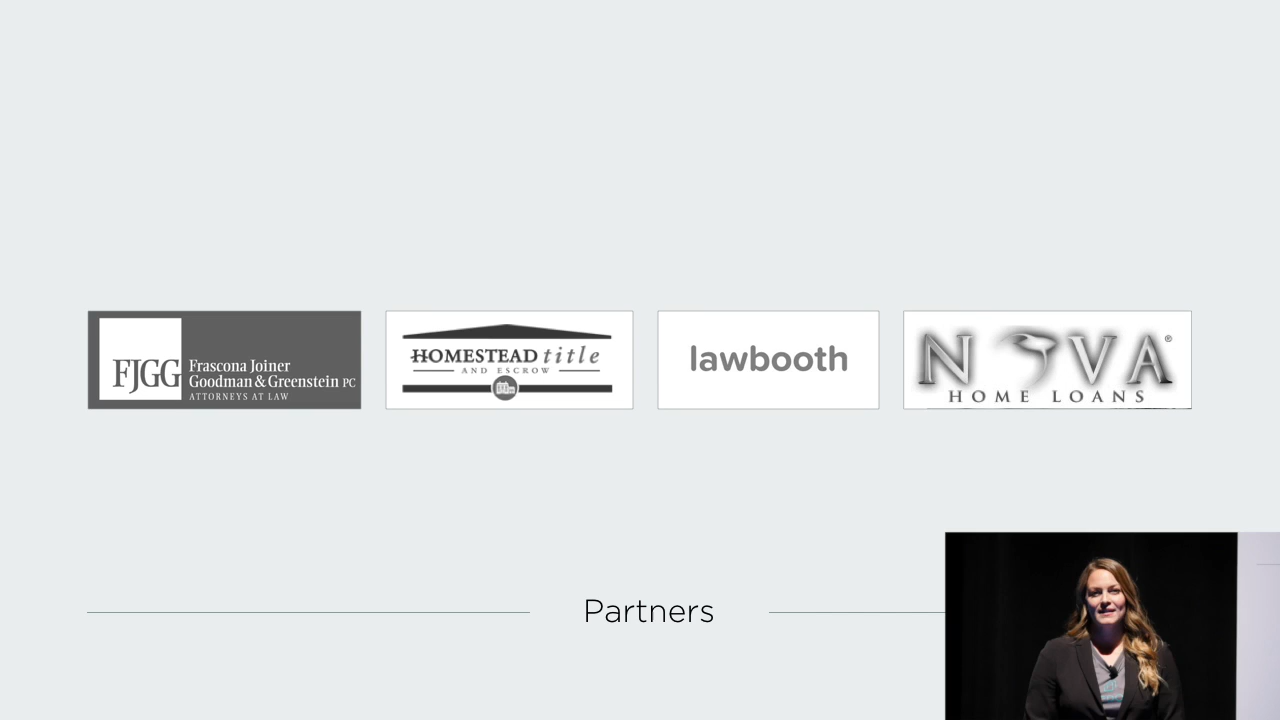 FJGG
Frascona Joiner
Goodman & Greenstein PC
ATTORNEYS AT LAW
HOMESTEAD title
AND ESCROW
lawbooth
NOVA®
HOME LOANS
Partners